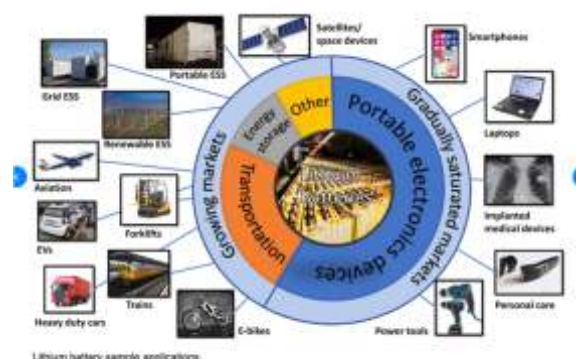 Satellites/
space devices
Smartphones
Portable ESS
Grid ESS
Other
Portable electronics devices
Gradually saturated markets
Energy
storage
Laptops
Renewable ESS
Growing markets
Transportation
Aviation
Implanted
medical devices
EVs
Forklifts
Personal care
Heavy duty cars
Trains
E-bikes
Power tools
Lithium battery sample applications